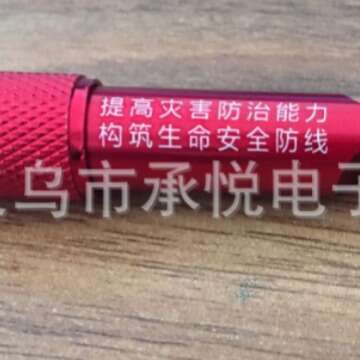 提高灾害防治能力
构筑生命安全防线
乌市承悦电子